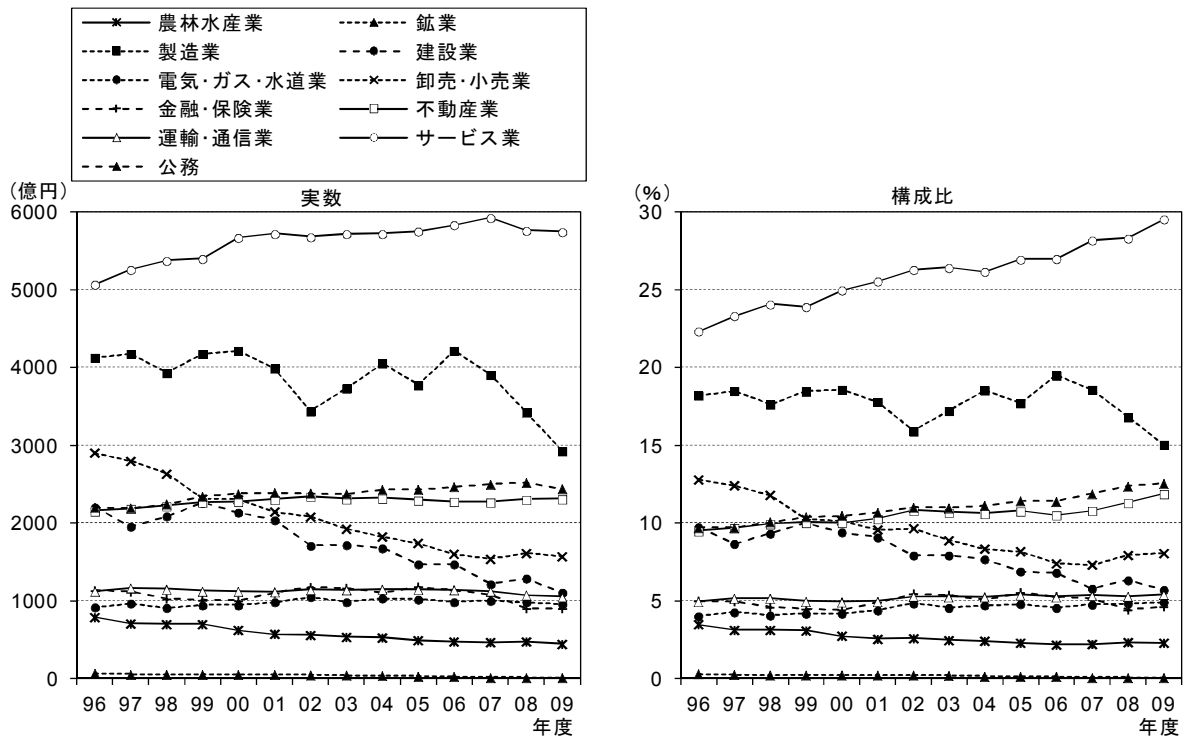 農林水産業 鉱業
製造業 建設業
電気・ガス・水道業 卸売・小売業
金融・保険業 不動産業
運輸・通信業 サービス業
公務
(億円) 実数
6000
5000
4000
3000
2000
1000
0
96 97 98 99 00 01 02 03 04 05 06 07 08 09
年度
(%) 構成比
30
25
20
15
10
5
0
96 97 98 99 00 01 02 03 04 05 06 07 08 09
年度